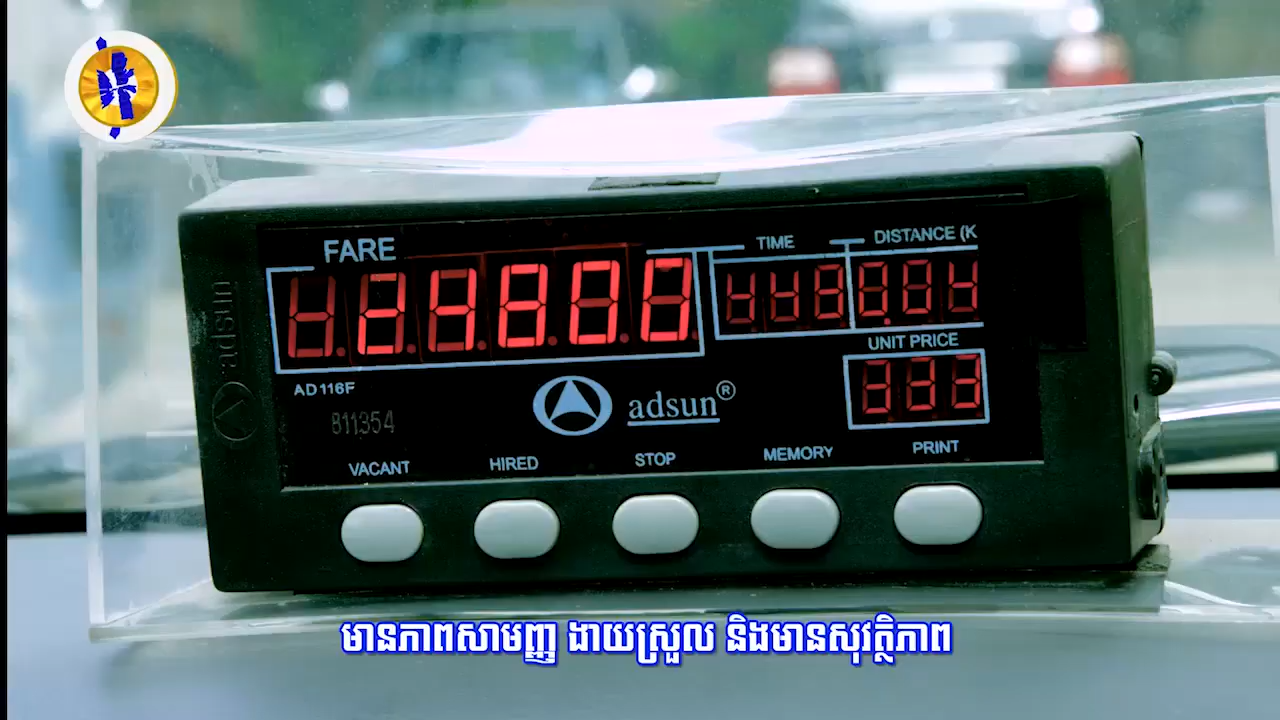 FARE
TIME
DISTANCE (K
UNIT PRICE
adsun
AD116F
811354
adsun®
VACANT
HIRED
STOP
MEMORY
PRINT
មានភាពសាមញ្ញ ងាយស្រួល និងមានសុវត្ថិភាព